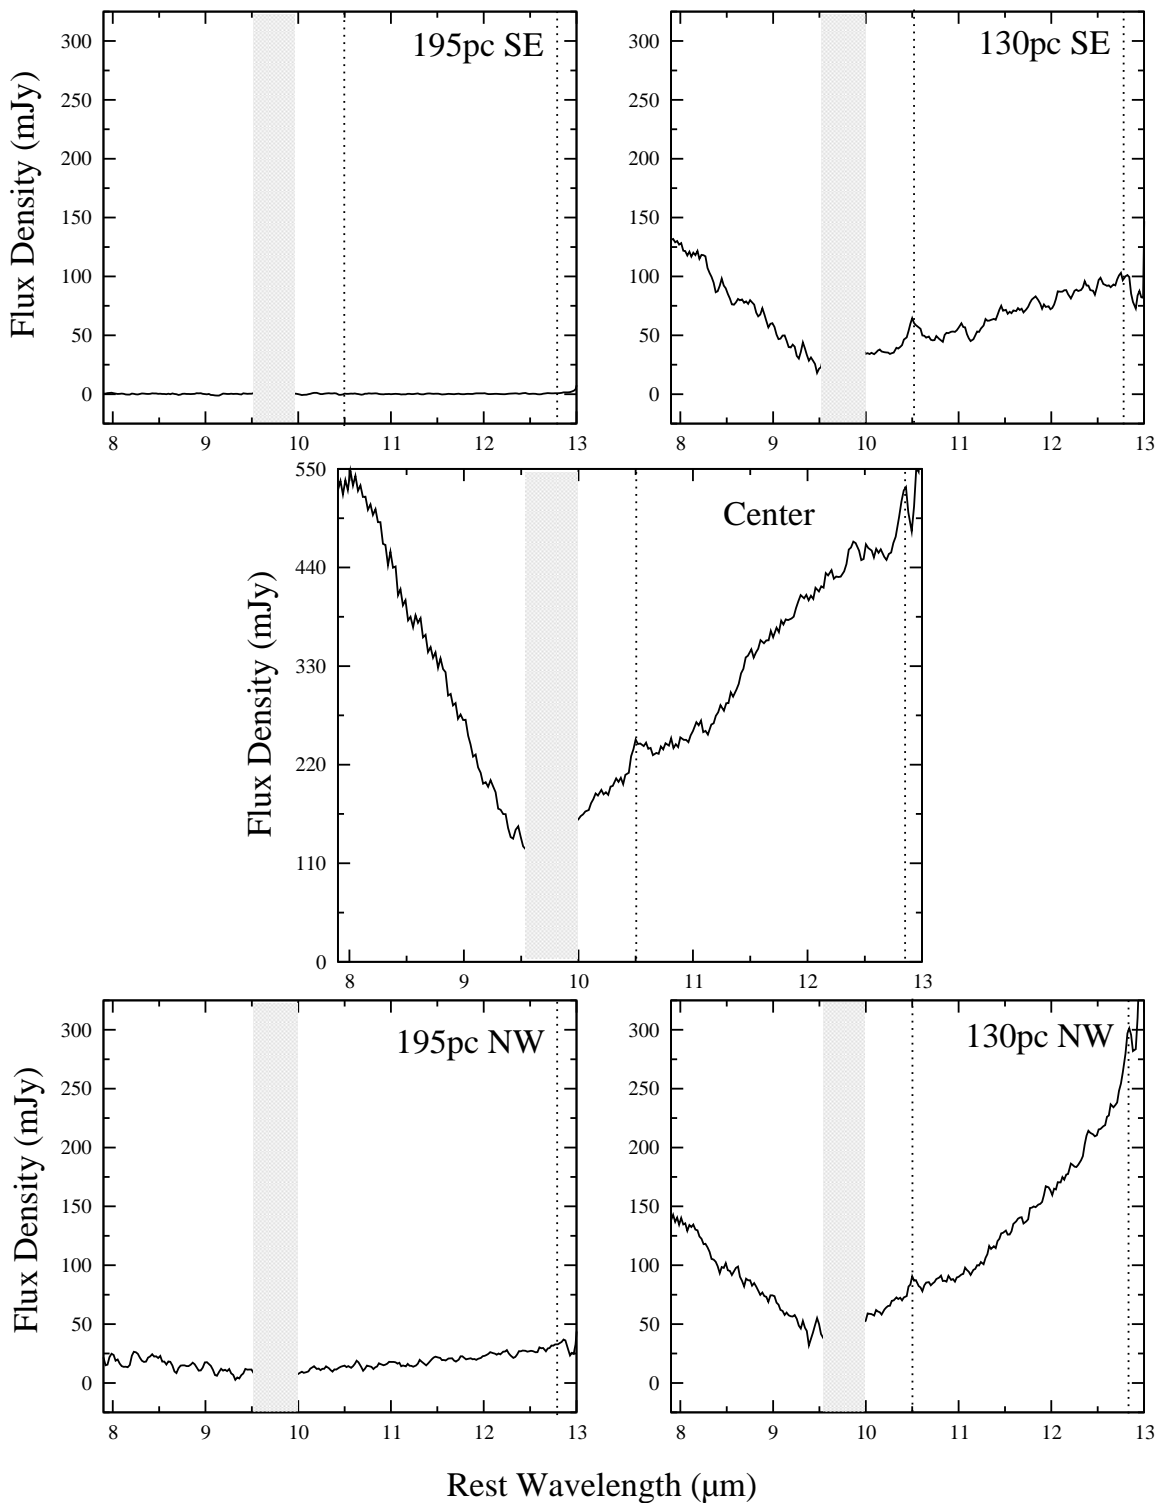 195pc SE
130pc SE
Flux Density (mJy)
300
250
200
150
100
50
0
8 9 10 11 12 13
300
250
200
150
100
50
0
8 9 10 11 12 13
Center
Flux Density (mJy)
550
440
330
220
110
0
8 9 10 11 12 13
195pc NW
130pc NW
Flux Density (mJy)
300
250
200
150
100
50
0
8 9 10 11 12 13
300
250
200
150
100
50
0
8 9 10 11 12 13
Rest Wavelength (μm)